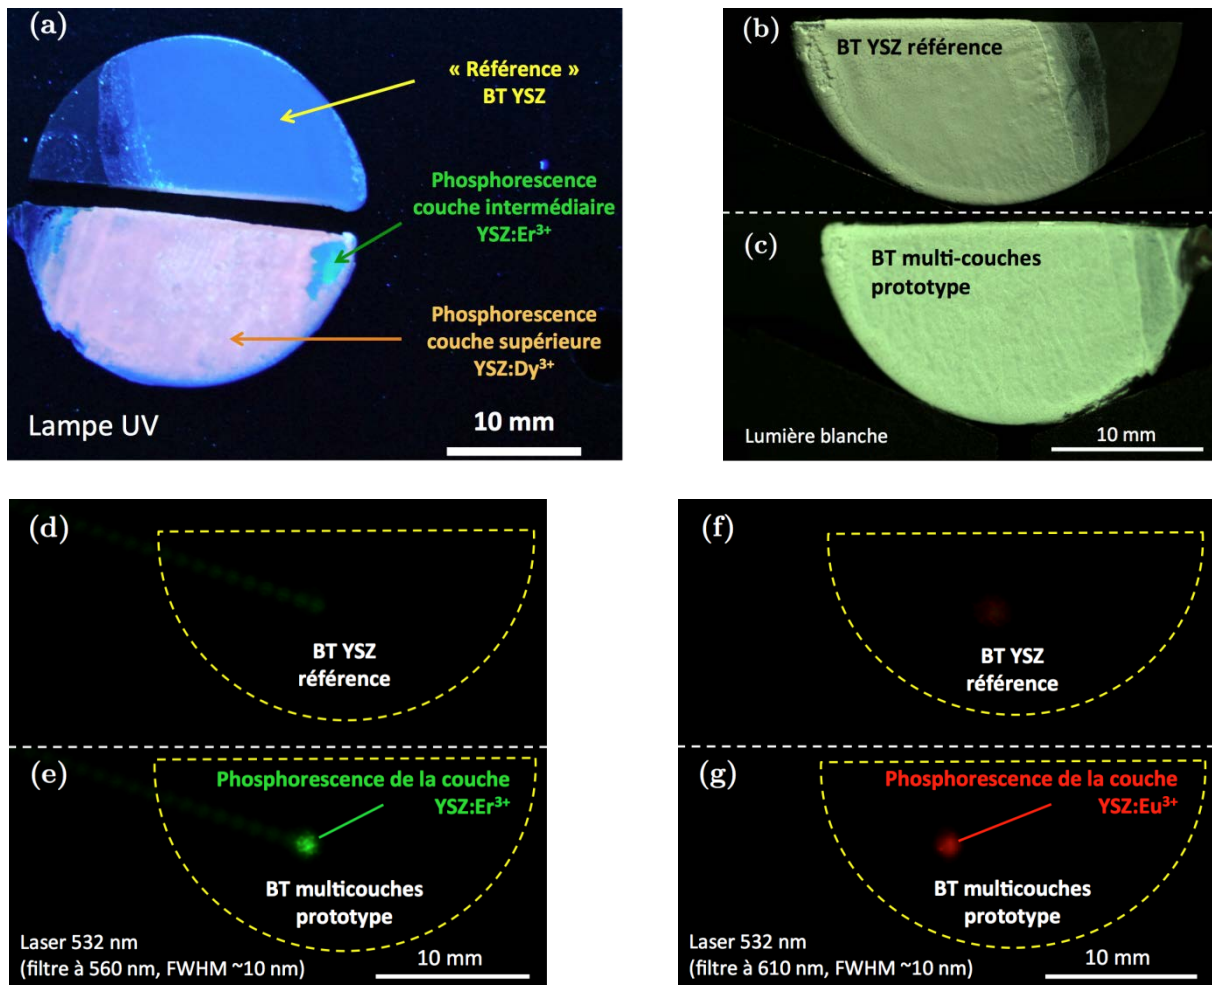 (a)
« Référence »
BT YSZ
Phosphorescence
couche intermédiaire
YSZ:Er³⁺
Phosphorescence
couche supérieure
YSZ:Dy³⁺
Lampe UV
10 mm
(b)
BT YSZ référence
(c)
BT multi-couches
prototype
Lumière blanche
10 mm
(d)
BT YSZ
référence
(e)
Phosphorescence de la couche
YSZ:Er³⁺
BT multicouches
prototype
Laser 532 nm
(filtre à 560 nm, FWHM ~10 nm)
10 mm
(f)
BT YSZ
référence
(g)
Phosphorescence de la couche
YSZ:Eu³⁺
BT multicouches
prototype
Laser 532 nm
(filtre à 610 nm, FWHM ~10 nm)
10 mm